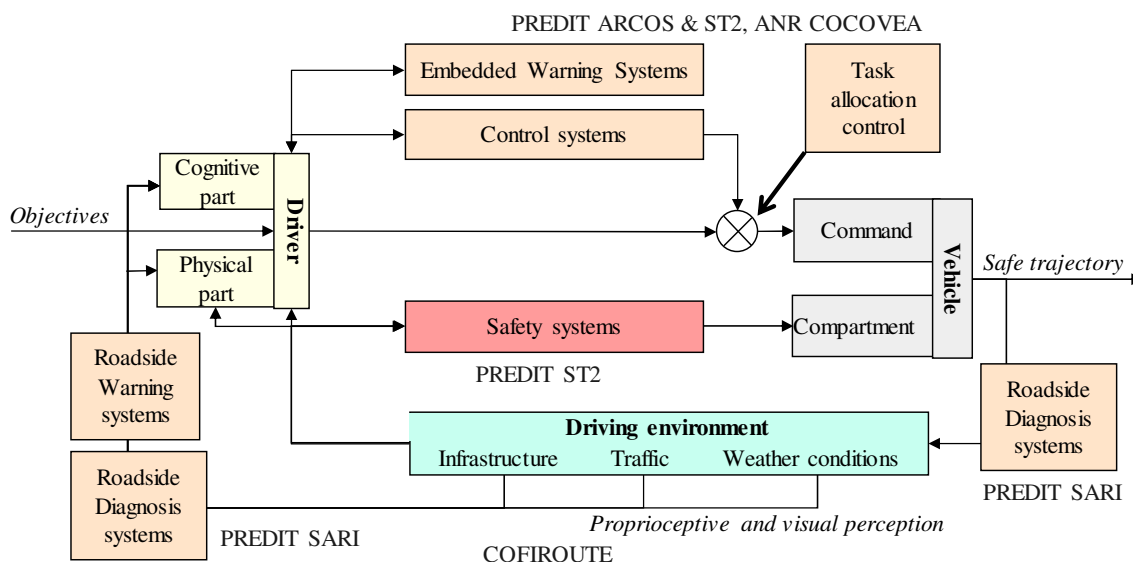 PREDIT ARCOS & ST2, ANR COCOVEA
Embedded Warning Systems
Task
allocation
control
Control systems
Cognitive
part
Driver
Objectives
Physical
part
Command
Vehicle
Safe trajectory
Safety systems
Compartment
PREDIT ST2
Roadside
Warning
systems
Roadside
Diagnosis
systems
Driving environment
Infrastructure Traffic Weather conditions
PREDIT SARI
Roadside
Diagnosis
systems
PREDIT SARI
Proprioceptive and visual perception
COFIROUTE